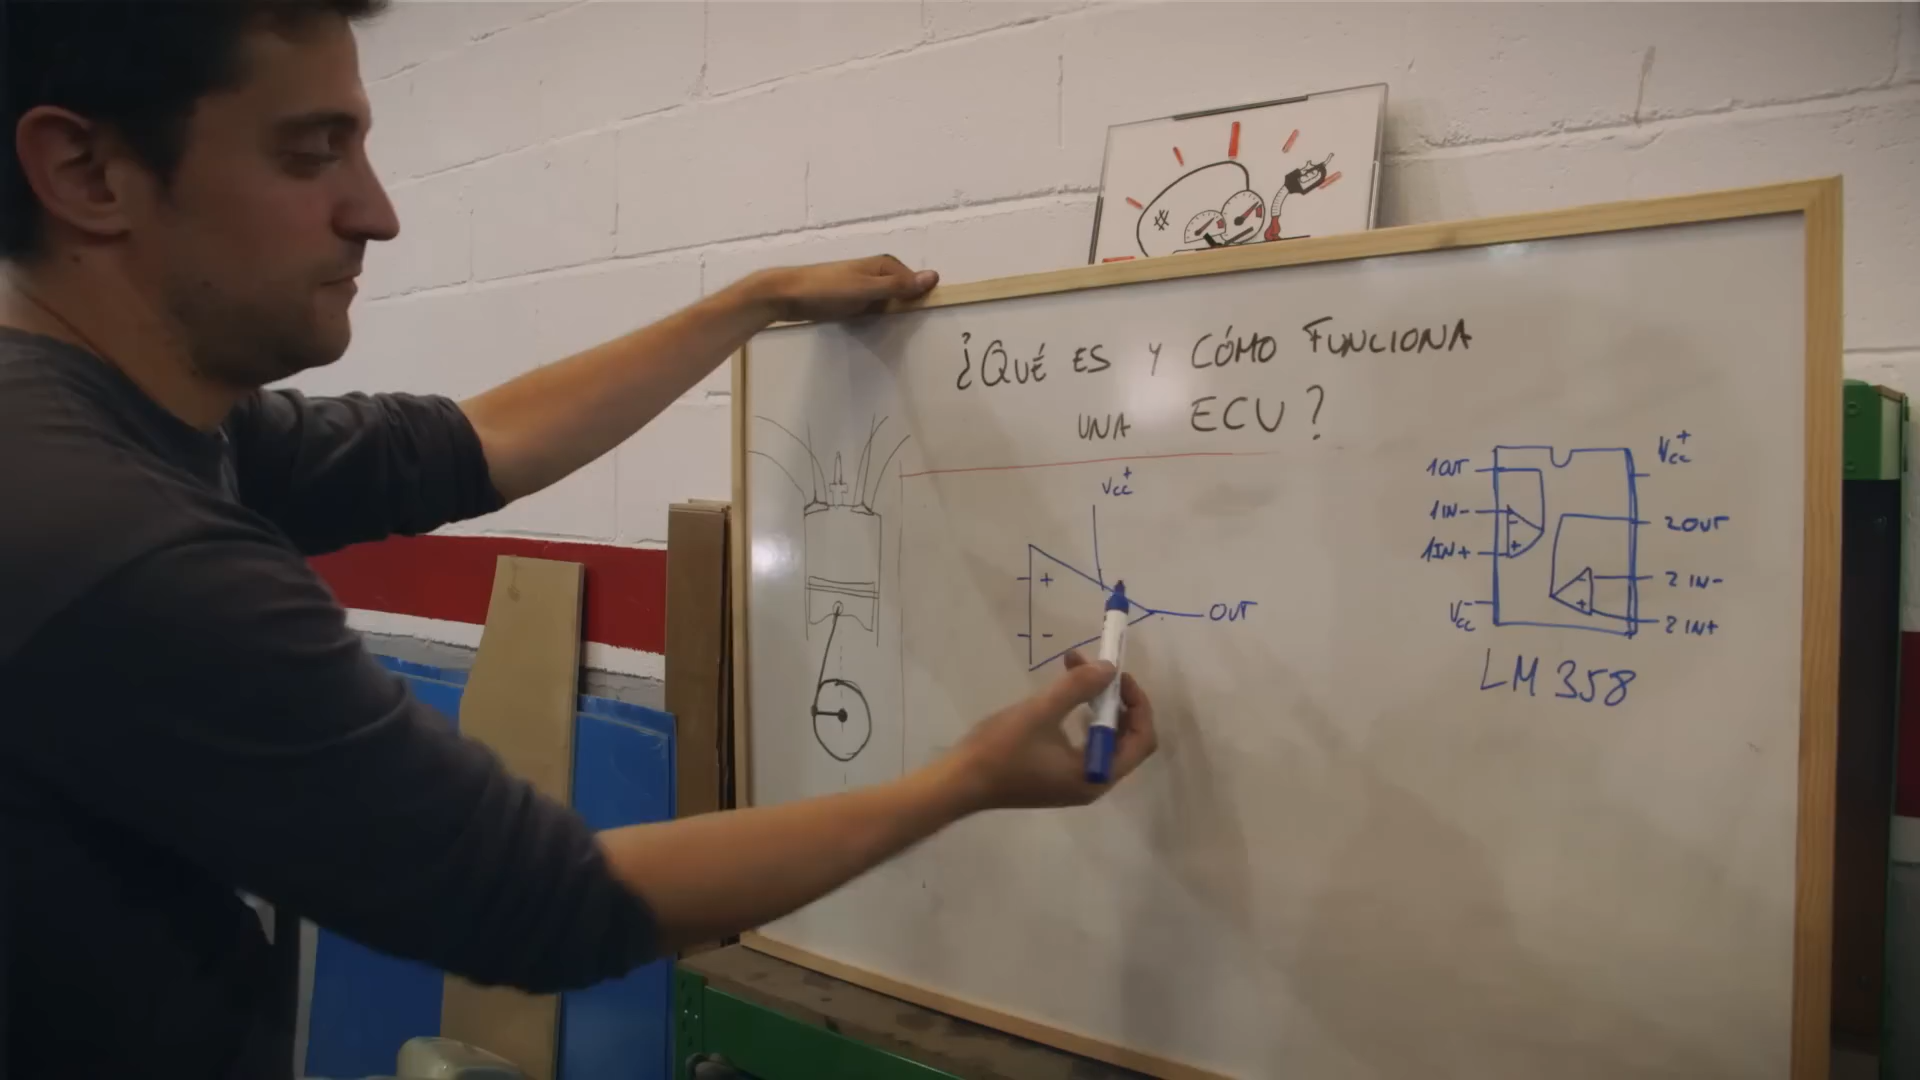 ¿QUÉ ES Y CÓMO FUNCIONA
UNA ECU?
Vcc+
+
-
OUT
1OUT
1IN-
1IN+
Vcc-
-
+
-
+
Vcc+
2OUT
2IN-
2IN+
LM358